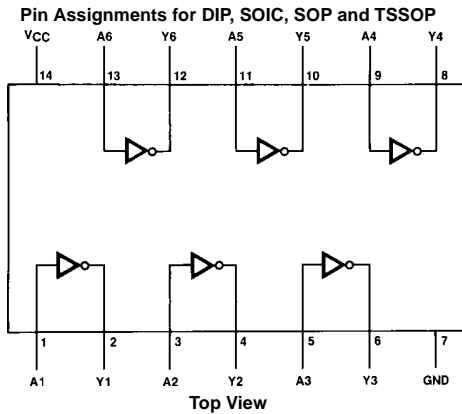 Pin Assignments for DIP, SOIC, SOP and TSSOP
VCC A6 Y6 A5 Y5 A4 Y4
14 13 12 11 10 9 8
1 2 3 4 5 6 7
A1 Y1 A2 Y2 A3 Y3 GND
Top View